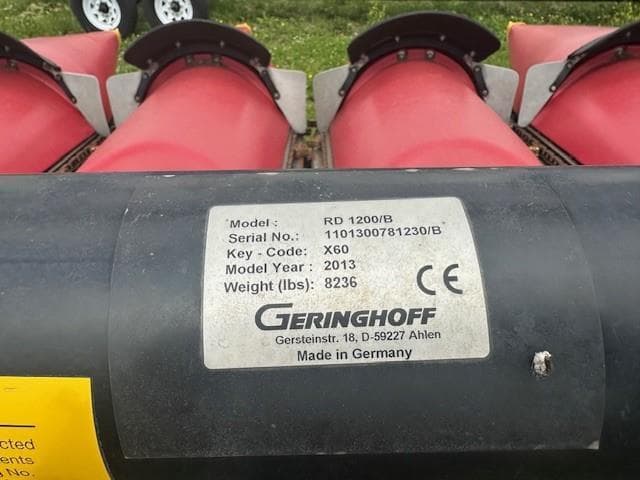 Model : RD 1200/B
Serial No.: 1101300781230/B
Key - Code: X60
Model Year : 2013
Weight (lbs): 8236
CE
GERINGHOFF
Gersteinstr. 18, D-59227 Ahlen
Made in Germany
cted
ents
No.